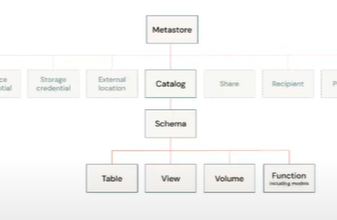 Metastore
Storage
credential
External
location
Catalog
Share
Recipient
Schema
Table
View
Volume
Function
including models